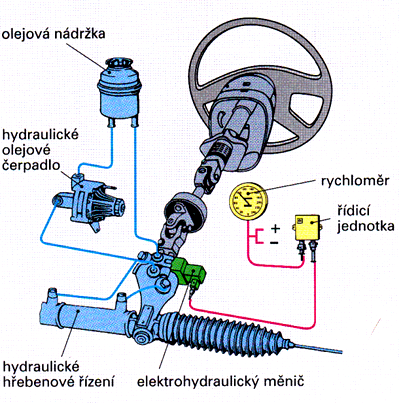 olejová nádržka
hydraulické
olejové
čerpadlo
rychloměr
řídicí
jednotka
+
−
hydraulické
hřebenové řízení
elektrohydraulický měnič